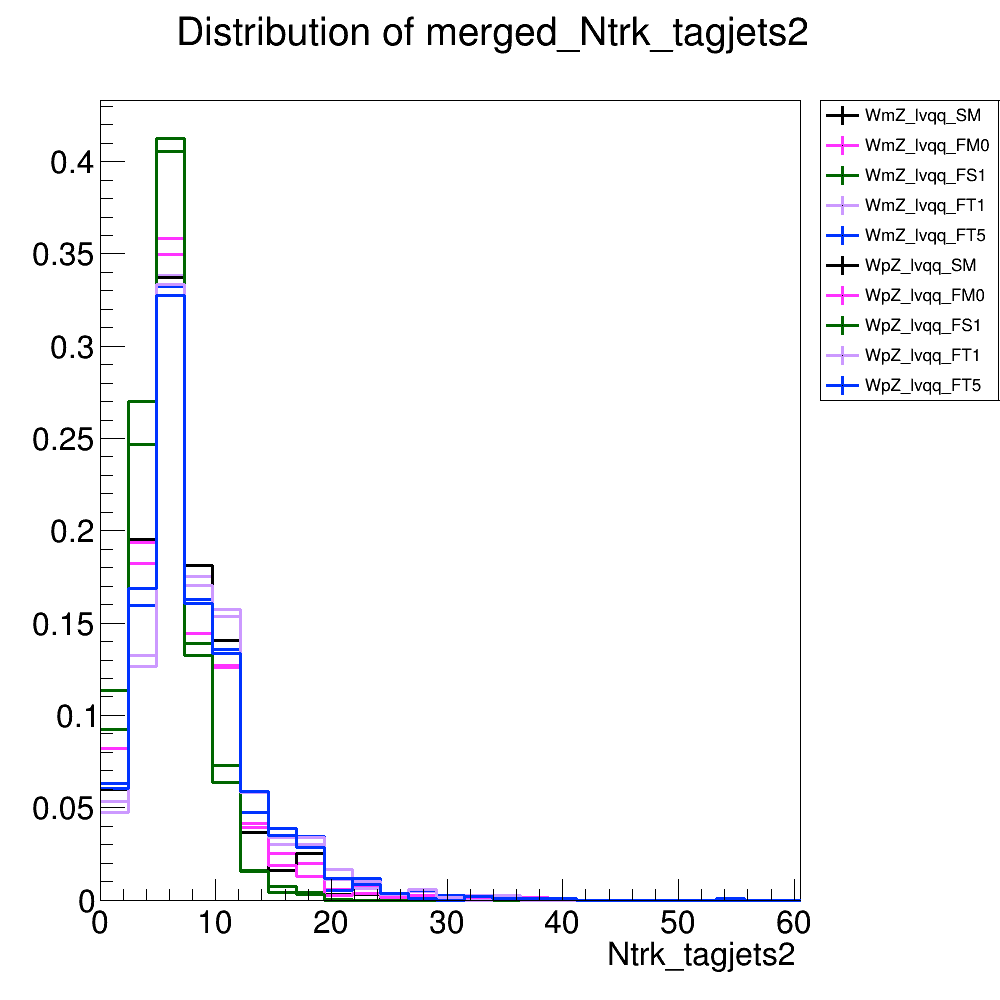 Distribution of merged_Ntrk_tagjets2
WmZ_lvqq_SM
WmZ_lvqq_FM0
WmZ_lvqq_FS1
WmZ_lvqq_FT1
WmZ_lvqq_FT5
WpZ_lvqq_SM
WpZ_lvqq_FM0
WpZ_lvqq_FS1
WpZ_lvqq_FT1
WpZ_lvqq_FT5
0.4
0.35
0.3
0.25
0.2
0.15
0.1
0.05
0
0 10 20 30 40 50 60
Ntrk_tagjets2